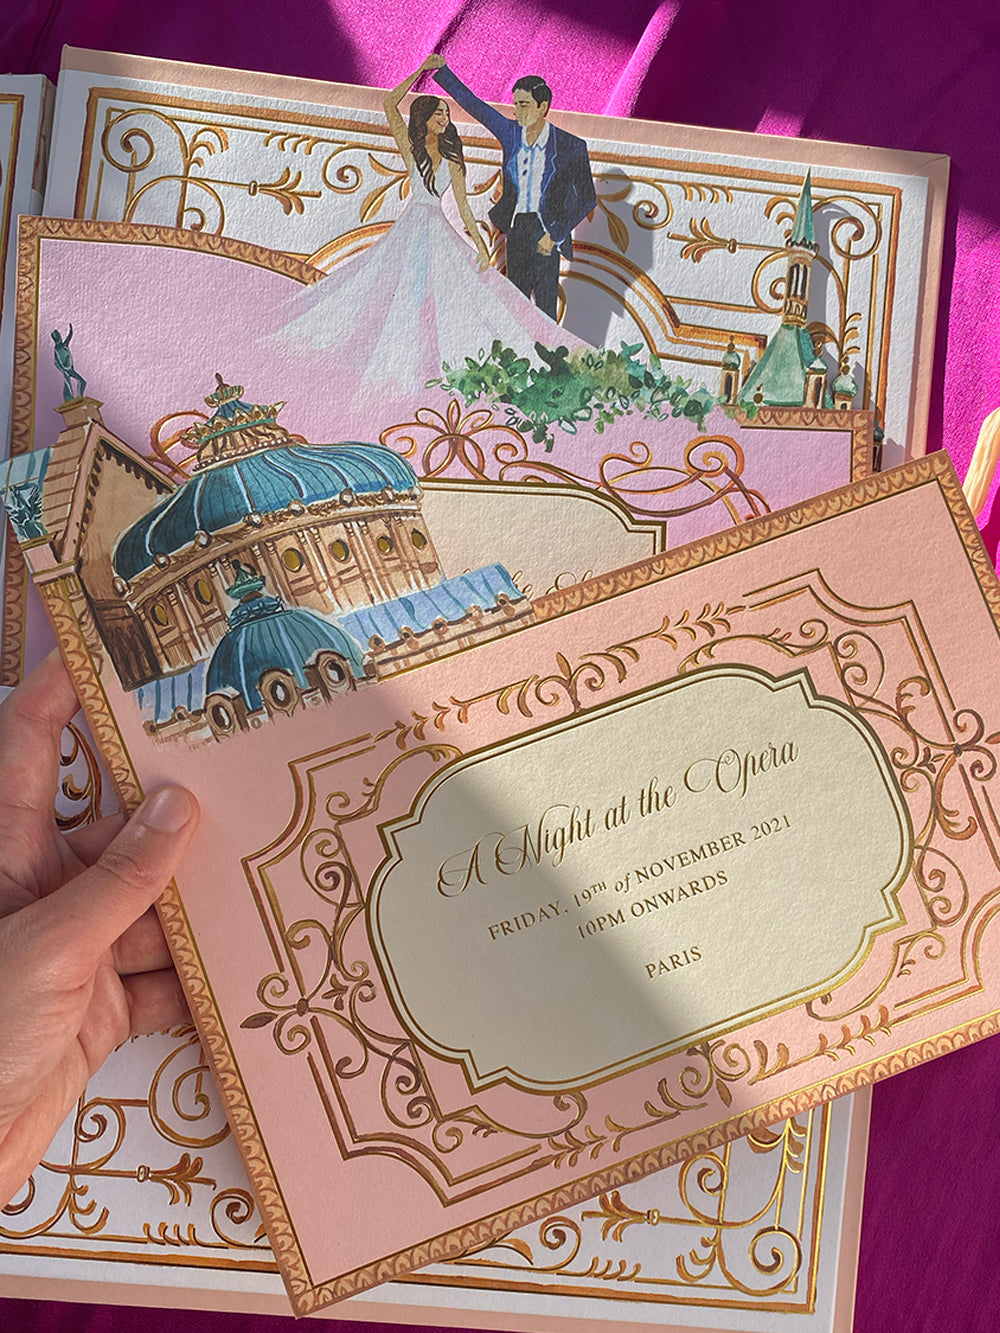 A Night at the Opera
FRIDAY, 19TH of NOVEMBER 2021
10PM ONWARDS
PARIS